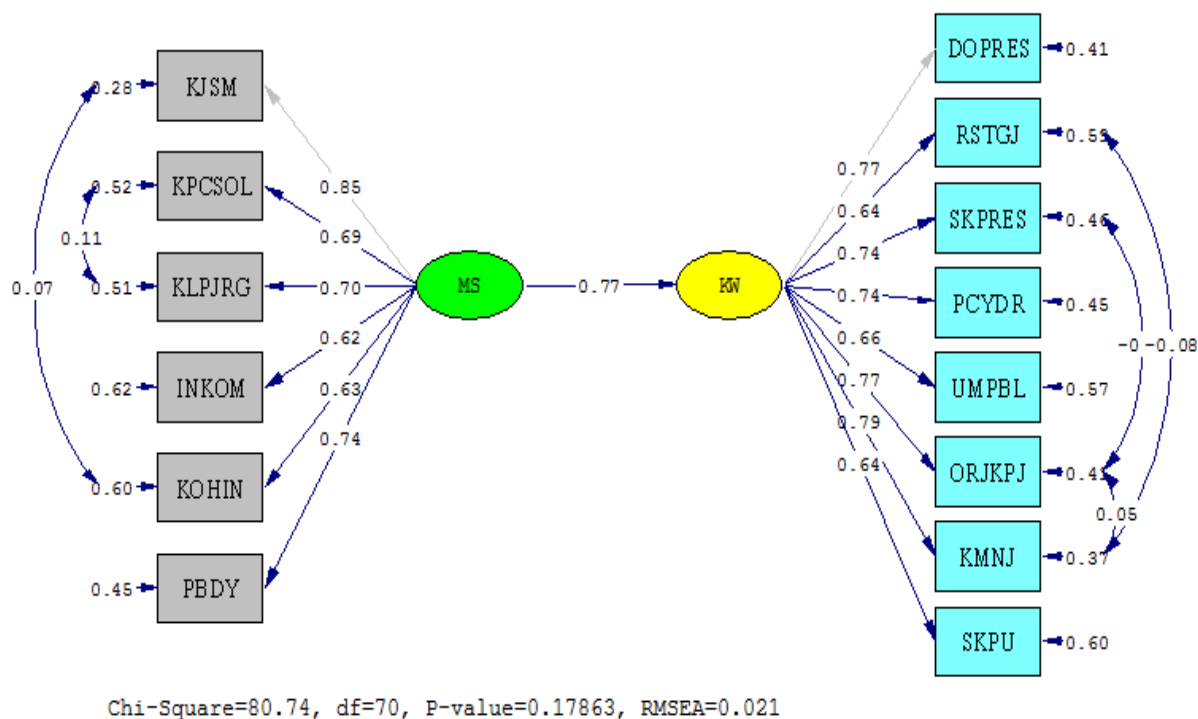 DOPRES 0.41
0.28 KJSM
RSTGJ 0.59
0.77
0.52 KPCSOL 0.85
0.64
SKPRES 0.46
0.11 0.69
0.74
0.07 0.51 KLPJRG 0.70 MS 0.77 KW
0.74 PCYDR 0.45
0.62
0.66 -0 -0.08
0.62 INKOM 0.63
0.77 UMPBL 0.57
0.79
0.74
0.64
0.60 KOHIN
ORJKPJ 0.41
0.05
KMNJ 0.37
0.45 PBDY
SKPU 0.60
Chi-Square=80.74, df=70, P-value=0.17863, RMSEA=0.021